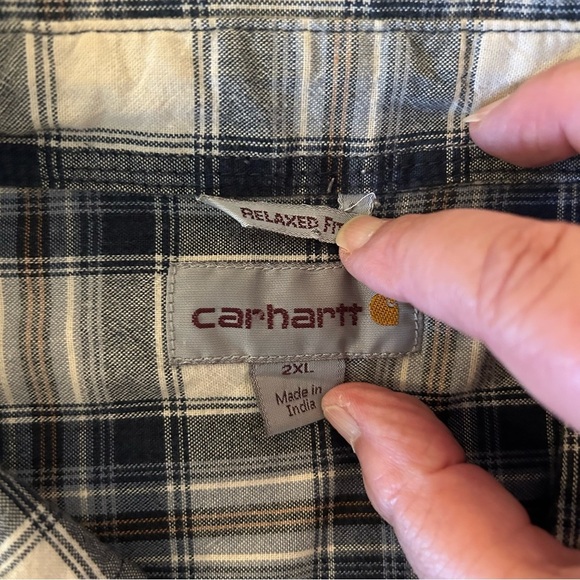 RELAXED Fit
carhartt
2XL
Made in
India